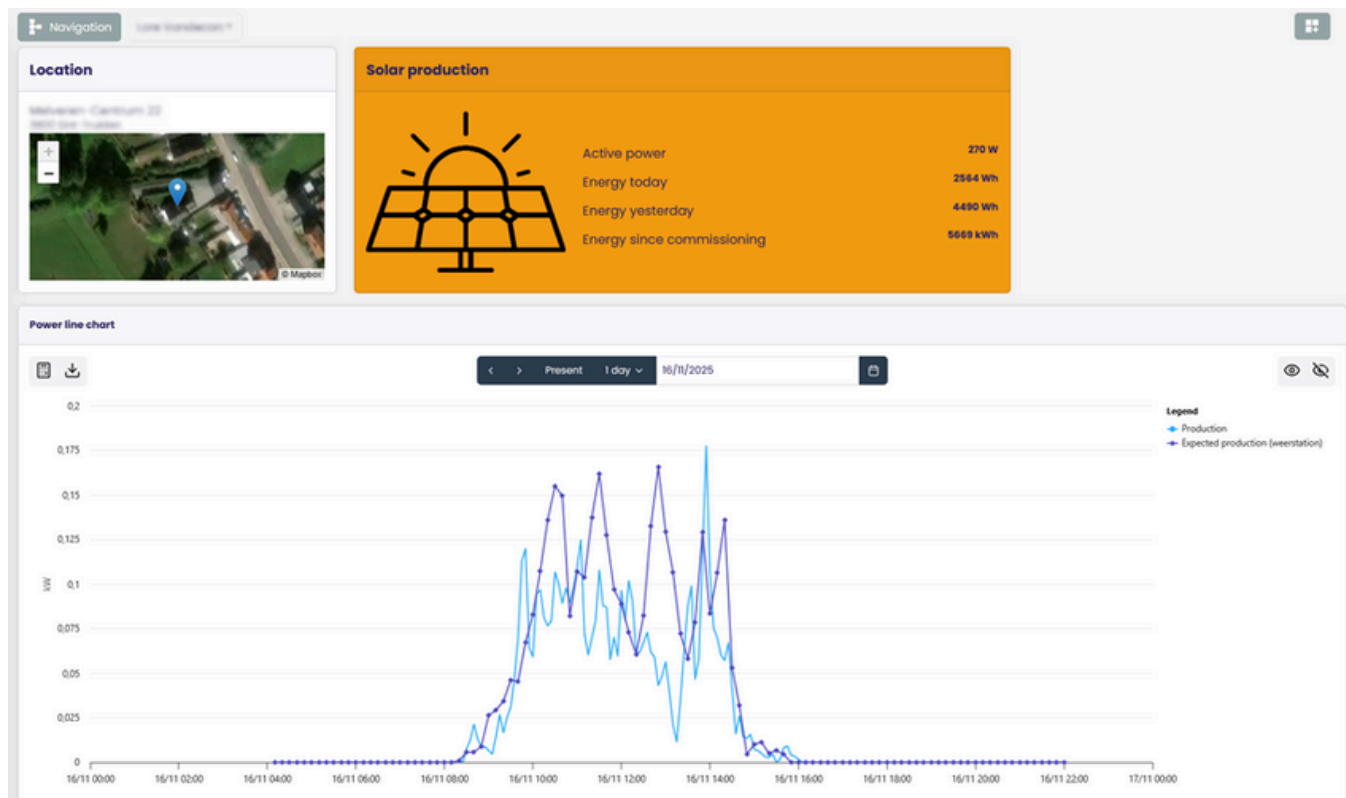 Navigation
Location
Solar production
+
−
© Mapbox
Active power 270 W
Energy today 2564 Wh
Energy yesterday 4490 Wh
Energy since commissioning 5669 kWh
Power line chart
< > Present 1 day 16/11/2025
Legend
Production
Expected production (weerstation)
kW
0,2
0,175
0,15
0,125
0,1
0,075
0,05
0,025
0
16/11 00:00 16/11 02:00 16/11 04:00 16/11 06:00 16/11 08:00 16/11 10:00 16/11 12:00 16/11 14:00 16/11 16:00 16/11 18:00 16/11 20:00 16/11 22:00 17/11 00:00